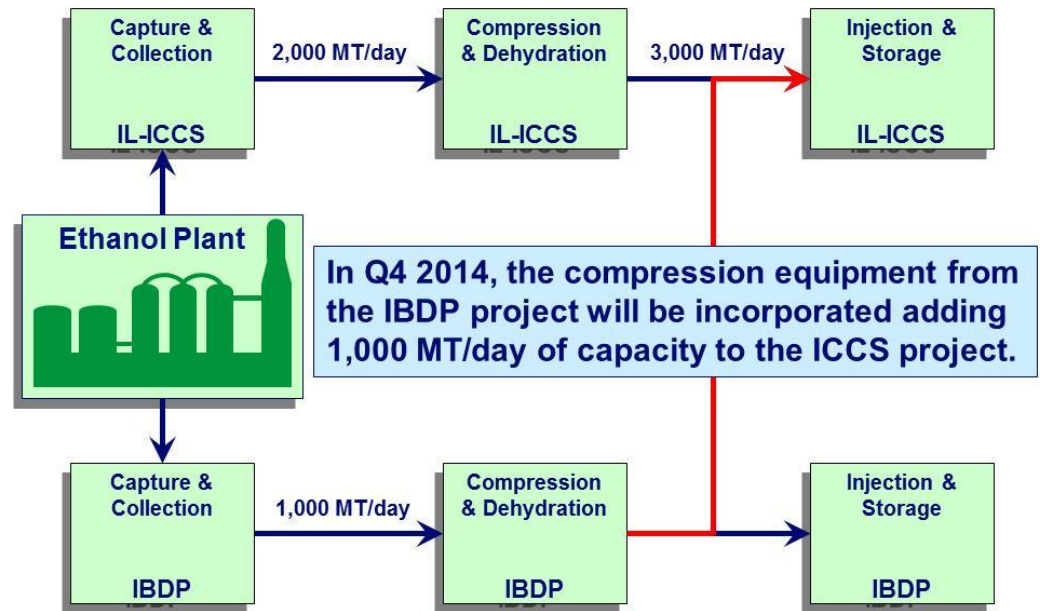 Capture &
Collection
IL-ICCS
2,000 MT/day
Compression
& Dehydration
IL-ICCS
3,000 MT/day
Injection &
Storage
IL-ICCS
Ethanol Plant
In Q4 2014, the compression equipment from
the IBDP project will be incorporated adding
1,000 MT/day of capacity to the ICCS project.
Capture &
Collection
IBDP
1,000 MT/day
Compression
& Dehydration
IBDP
Injection &
Storage
IBDP